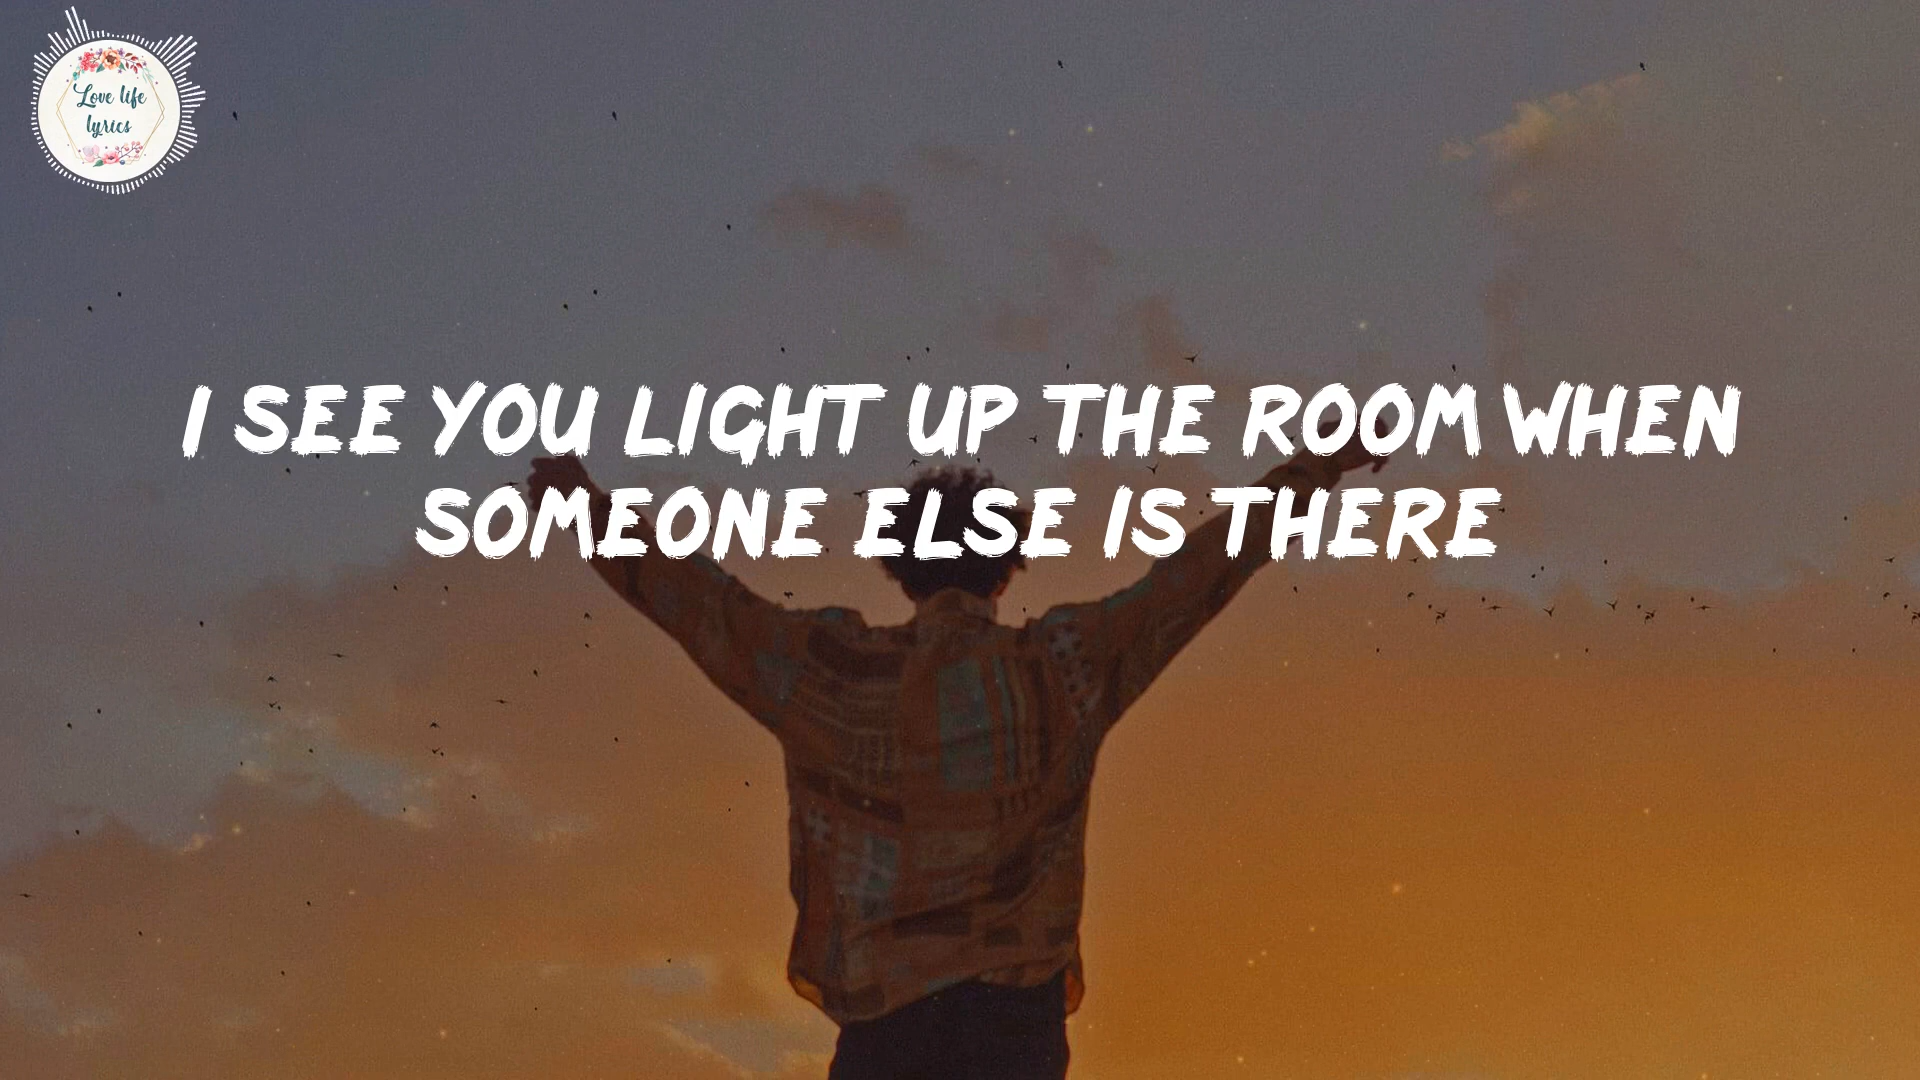 Love life
lyrics
I SEE YOU LIGHT UP THE ROOM WHEN
SOMEONE ELSE IS THERE